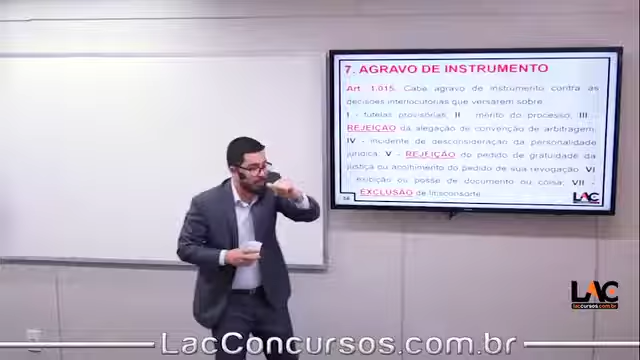 7. AGRAVO DE INSTRUMENTO
Art 1.015. Cabe agravo de instrumento contra as
decisões interlocutórias que versarem sobre
I - tutelas provisórias; II - mérito do processo; III -
REJEIÇÃO da alegação de convenção de arbitragem;
IV - incidente de desconsideração da personalidade
jurídica; V - REJEIÇÃO do pedido de gratuidade da
justiça ou acolhimento do pedido de sua revogação; VI
- exibição ou posse de documento ou coisa; VII -
EXCLUSÃO de litisconsorte
LAC
LAC
laccursos.com.br
LacConcursos.com.br